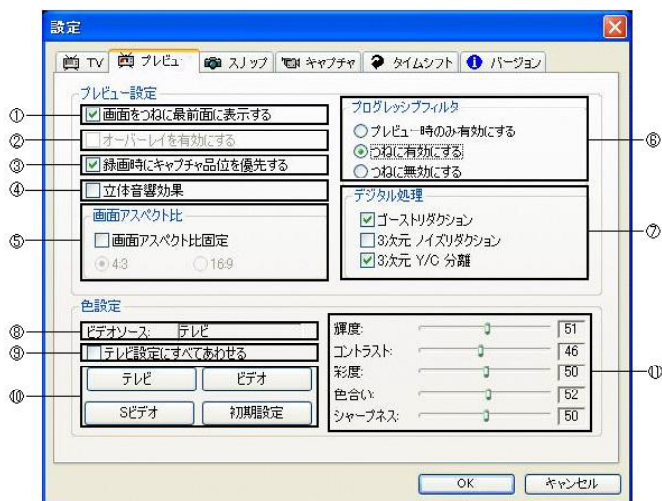 設定
TV プレビュー スナップ キャプチャ タイムシフト バージョン
プレビュー設定
① 画面をつねに最前面に表示する
② オーバーレイを有効にする
③ 録画時にキャプチャ品位を優先する
④ 立体音響効果
画面アスペクト比
⑤ 画面アスペクト比固定
4:3 16:9
プログレッシブフィルタ
プレビュー時のみ有効にする
⑥
つねに有効にする
つねに無効にする
デジタル処理
ゴーストリダクション
⑦
3次元 ノイズリダクション
3次元 Y/C 分離
色設定
⑧ ビデオソース: テレビ
⑨ テレビ設定にすべてあわせる
⑩ テレビ ビデオ
Sビデオ 初期設定
輝度: 51
コントラスト: 46
彩度: 50 ⑪
色合い: 52
シャープネス: 50
OK キャンセル